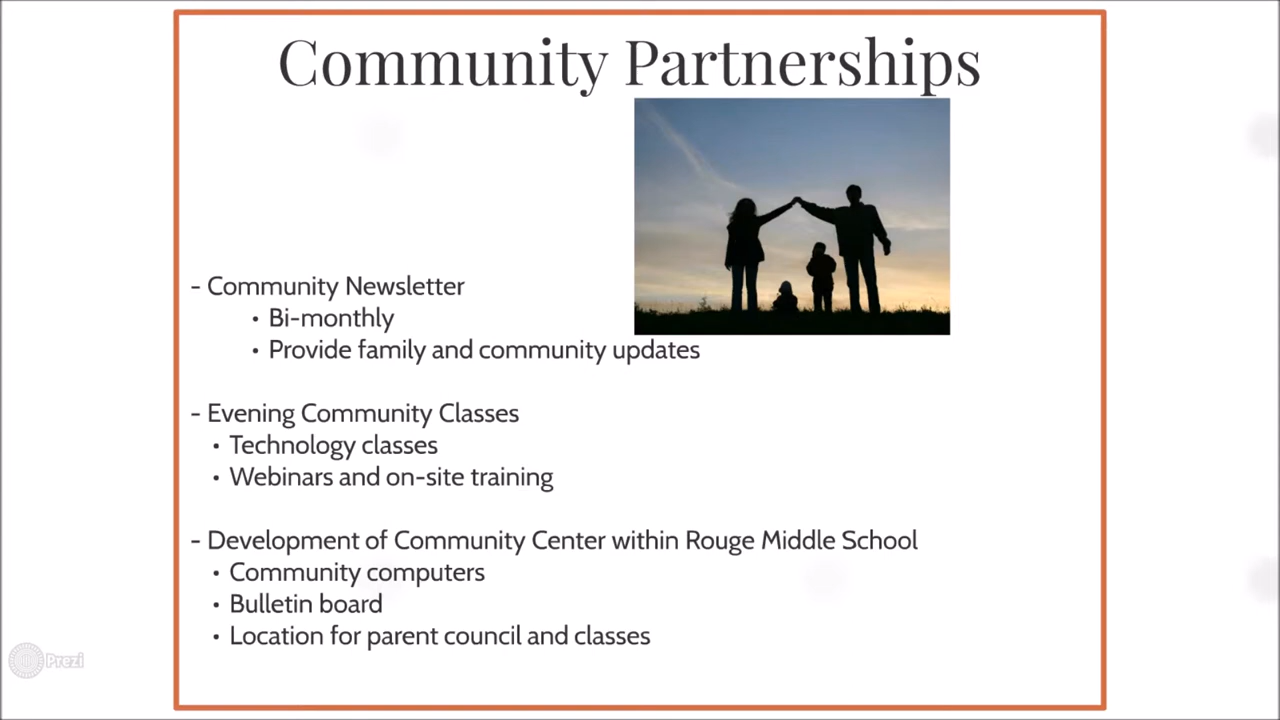 Community Partnerships
- Community Newsletter
• Bi-monthly
• Provide family and community updates
- Evening Community Classes
• Technology classes
• Webinars and on-site training
- Development of Community Center within Rouge Middle School
• Community computers
• Bulletin board
• Location for parent council and classes
Prezi